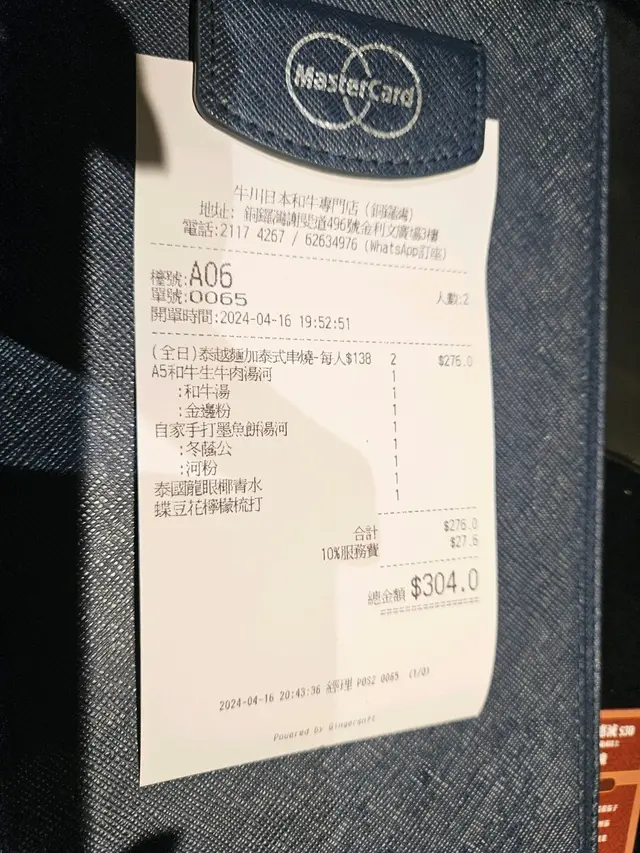 MasterCard
牛川日本和牛專門店 (銅鑼灣)
地址: 銅鑼灣謝斐道496號金利文廣場3樓
電話:2117 4267 / 62634976 (WhatsApp訂座)
檯號:A06
單號:0065 人數:2
開單時間:2024-04-16 19:52:51
(全日)泰越麵加泰式串燒-每人$138 2 $276.0
A5和牛生牛肉湯河 1
:和牛湯 1
:金邊粉 1
自家手打墨魚餅湯河 1
:冬蔭公 1
:河粉 1
泰國龍眼椰青水 1
蝶豆花檸檬梳打 1
合計 $276.0
10%服務費 $27.6
總金額 $304.0
2024-04-16 20:43:36 經理 POS2 0065 (1/0)
Powered by Gingersoft
$30